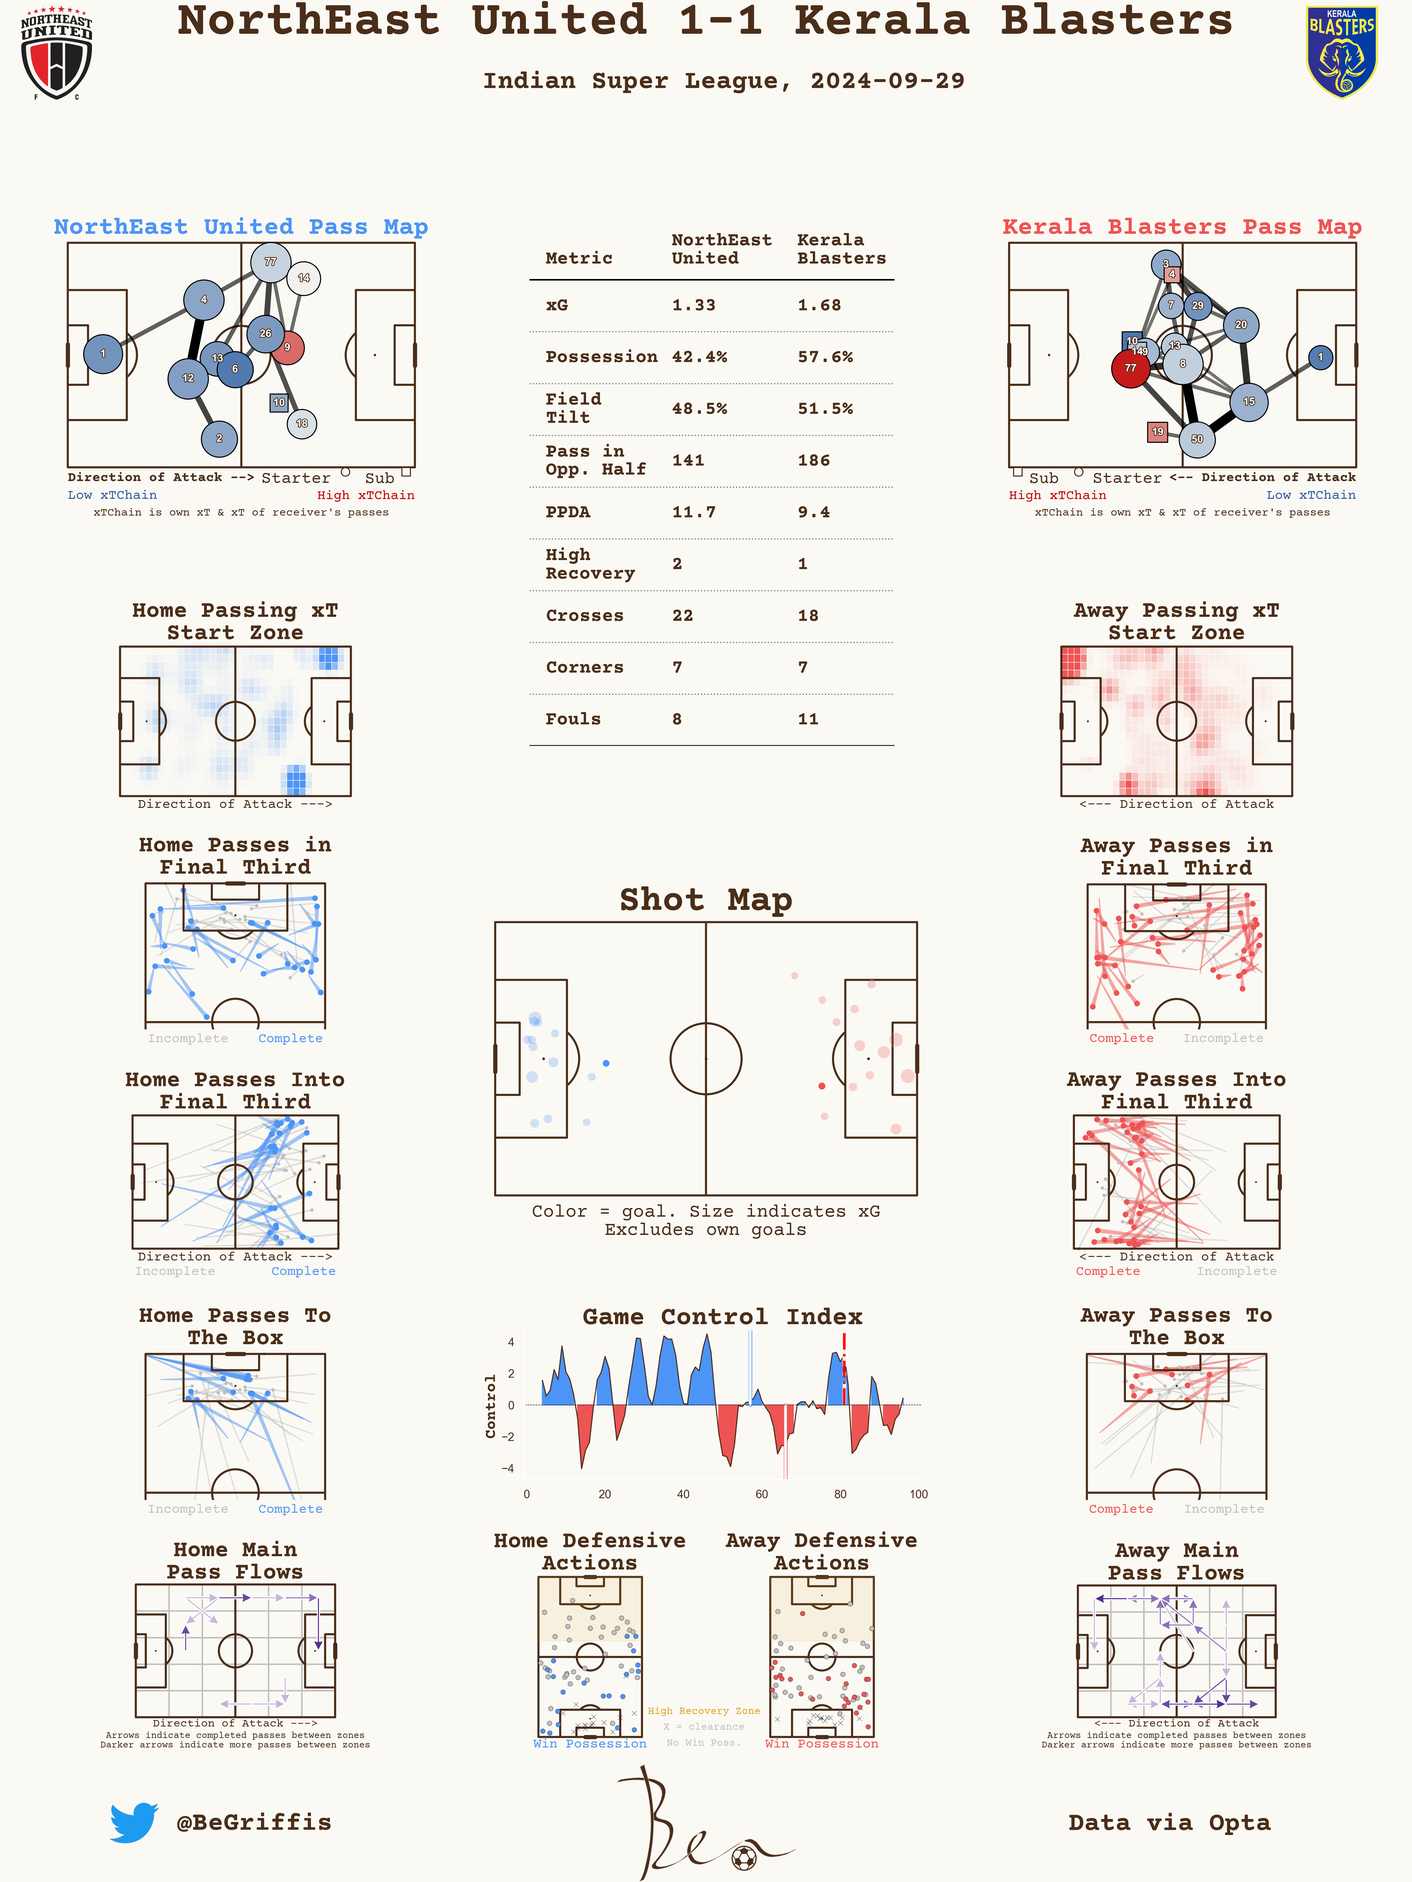 NorthEast United 1-1 Kerala Blasters
Indian Super League, 2024-09-29
NORTHEAST
UNITED
F C
KERALA
BLASTERS
NorthEast United Pass Map
77
14
4
26
9
1
13
6
12
10
18
2
Direction of Attack --> Starter Sub
Low xTChain High xTChain
xTChain is own xT & xT of receiver's passes
Metric NorthEast United Kerala Blasters
xG 1.33 1.68
Possession 42.4% 57.6%
Field Tilt 48.5% 51.5%
Pass in Opp. Half 141 186
PPDA 11.7 9.4
High Recovery 2 1
Crosses 22 18
Corners 7 7
Fouls 8 11
Kerala Blasters Pass Map
3
4
7
29
20
10
13
149
1
8
77
15
19
50
Sub Starter <-- Direction of Attack
High xTChain Low xTChain
xTChain is own xT & xT of receiver's passes
Home Passing xT
Start Zone
Direction of Attack --->
Away Passing xT
Start Zone
<--- Direction of Attack
Home Passes in
Final Third
Incomplete Complete
Away Passes in
Final Third
Complete Incomplete
Shot Map
Color = goal. Size indicates xG
Excludes own goals
Home Passes Into
Final Third
Direction of Attack --->
Incomplete Complete
Away Passes Into
Final Third
<--- Direction of Attack
Complete Incomplete
Home Passes To
The Box
Incomplete Complete
Game Control Index
Control
4
2
0
−2
−4
0 20 40 60 80 100
Away Passes To
The Box
Complete Incomplete
Home Main
Pass Flows
Direction of Attack --->
Arrows indicate completed passes between zones
Darker arrows indicate more passes between zones
Home Defensive
Actions
Win Possession
High Recovery Zone
X = clearance
No Win Poss.
Away Defensive
Actions
Win Possession
Away Main
Pass Flows
<--- Direction of Attack
Arrows indicate completed passes between zones
Darker arrows indicate more passes between zones
@BeGriffis
Ben
Data via Opta